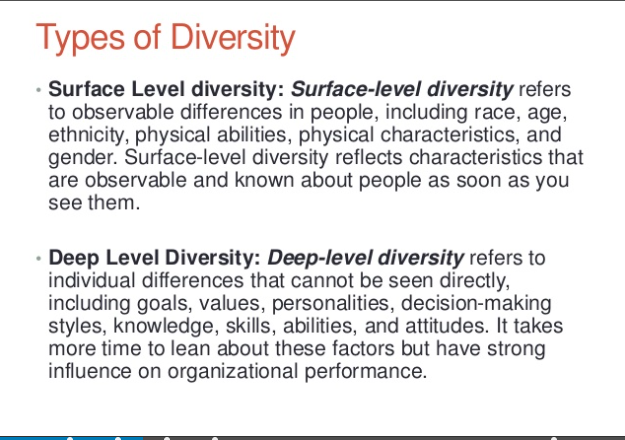 Types of Diversity
• Surface Level diversity: Surface-level diversity refers
to observable differences in people, including race, age,
ethnicity, physical abilities, physical characteristics, and
gender. Surface-level diversity reflects characteristics that
are observable and known about people as soon as you
see them.
• Deep Level Diversity: Deep-level diversity refers to
individual differences that cannot be seen directly,
including goals, values, personalities, decision-making
styles, knowledge, skills, abilities, and attitudes. It takes
more time to lean about these factors but have strong
influence on organizational performance.